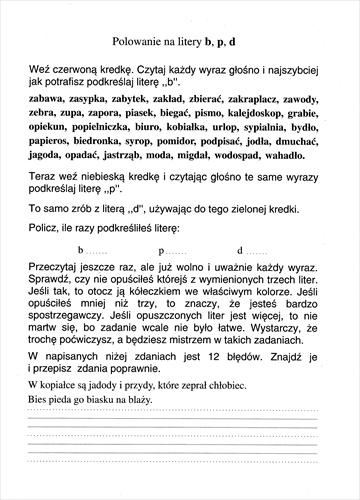 Polowanie na litery b, p, d
Weź czerwoną kredkę. Czytaj każdy wyraz głośno i najszybciej
jak potrafisz podkreślaj literę ,,b".
zabawa, zasypka, zabytek, zakład, zbierać, zakraplacz, zawody,
zebra, zupa, zapora, piasek, biegać, pismo, kalejdoskop, grabie,
opiekun, popielniczka, biuro, kobiałka, urlop, sypialnia, bydło,
papieros, biedronka, syrop, pomidor, podpisać, jodła, dmuchać,
jagoda, opadać, jastrząb, moda, migdał, wodospad, wahadło.
Teraz weź niebieską kredkę i czytając głośno te same wyrazy
podkreślaj literę ,,p".
To samo zrób z literą ,,d", używając do tego zielonej kredki.
Policz, ile razy podkreśliłeś literę:
b ....... p ....... d .......
Przeczytaj jeszcze raz, ale już wolno i uważnie każdy wyraz.
Sprawdź, czy nie opuściłeś którejś z wymienionych trzech liter.
Jeśli tak, to otocz ją kółeczkiem we właściwym kolorze. Jeśli
opuściłeś mniej niż trzy, to znaczy, że jesteś bardzo
spostrzegawczy. Jeśli opuszczonych liter jest więcej, to nie
martw się, bo zadanie wcale nie było łatwe. Wystarczy, że
trochę poćwiczysz, a będziesz mistrzem w takich zadaniach.
W napisanych niżej zdaniach jest 12 błędów. Znajdź je
i przepisz zdania poprawnie.
W kopiałce są jadody i przydy, które zeprał chłobiec.
Bies pieda go biasku na blaży.